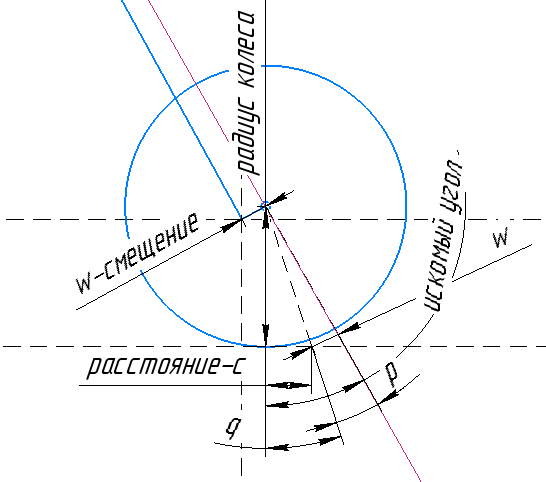 радиус колеса
w-смещение
искомый угол
w
расстояние-с
р
q